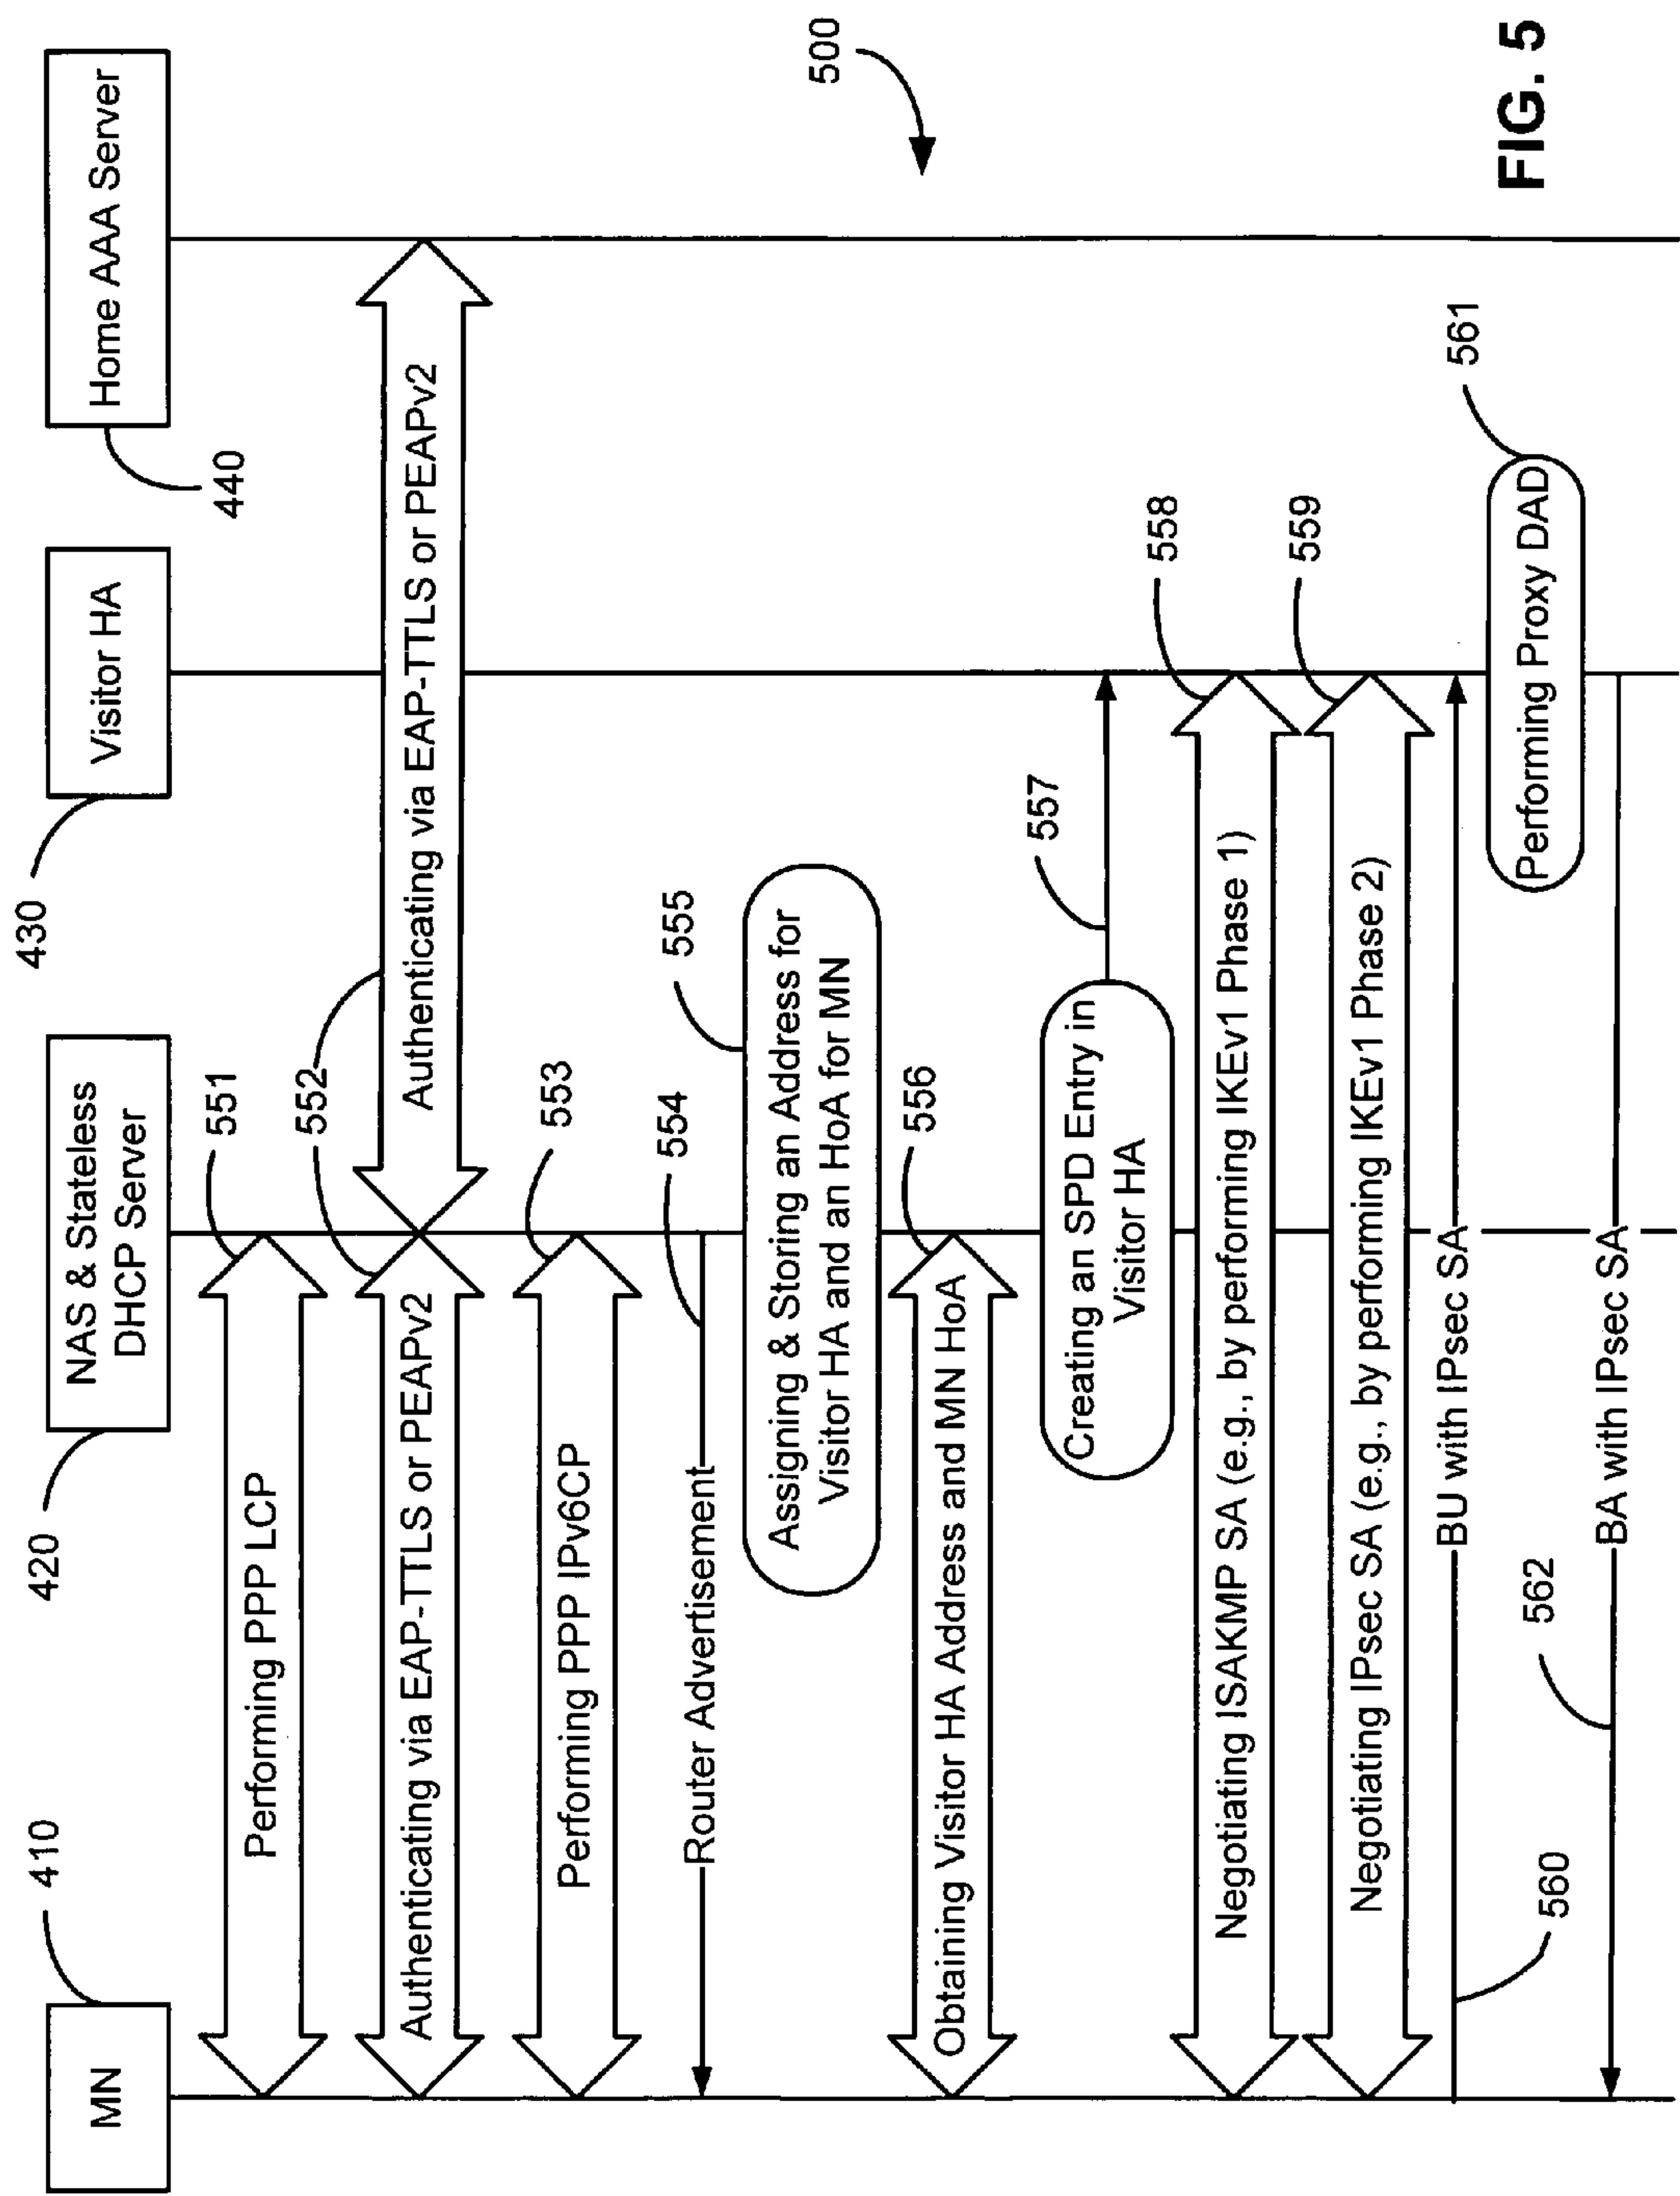 MN
410
NAS & Stateless
DHCP Server
420
Visitor HA
430
Home AAA Server
440
Performing PPP LCP
551
Authenticating via EAP-TTLS or PEAPv2
552
Authenticating via EAP-TTLS or PEAPv2
Performing PPP IPv6CP
553
Router Advertisement
554
Assigning & Storing an Address for
Visitor HA and an HoA for MN
555
Obtaining Visitor HA Address and MN HoA
556
Creating an SPD Entry in
Visitor HA
557
Negotiating ISAKMP SA (e.g., by performing IKEv1 Phase 1)
558
Negotiating IPsec SA (e.g., by performing IKEv1 Phase 2)
559
BU with IPsec SA
560
Performing Proxy DAD
561
BA with IPsec SA
562
500
FIG. 5